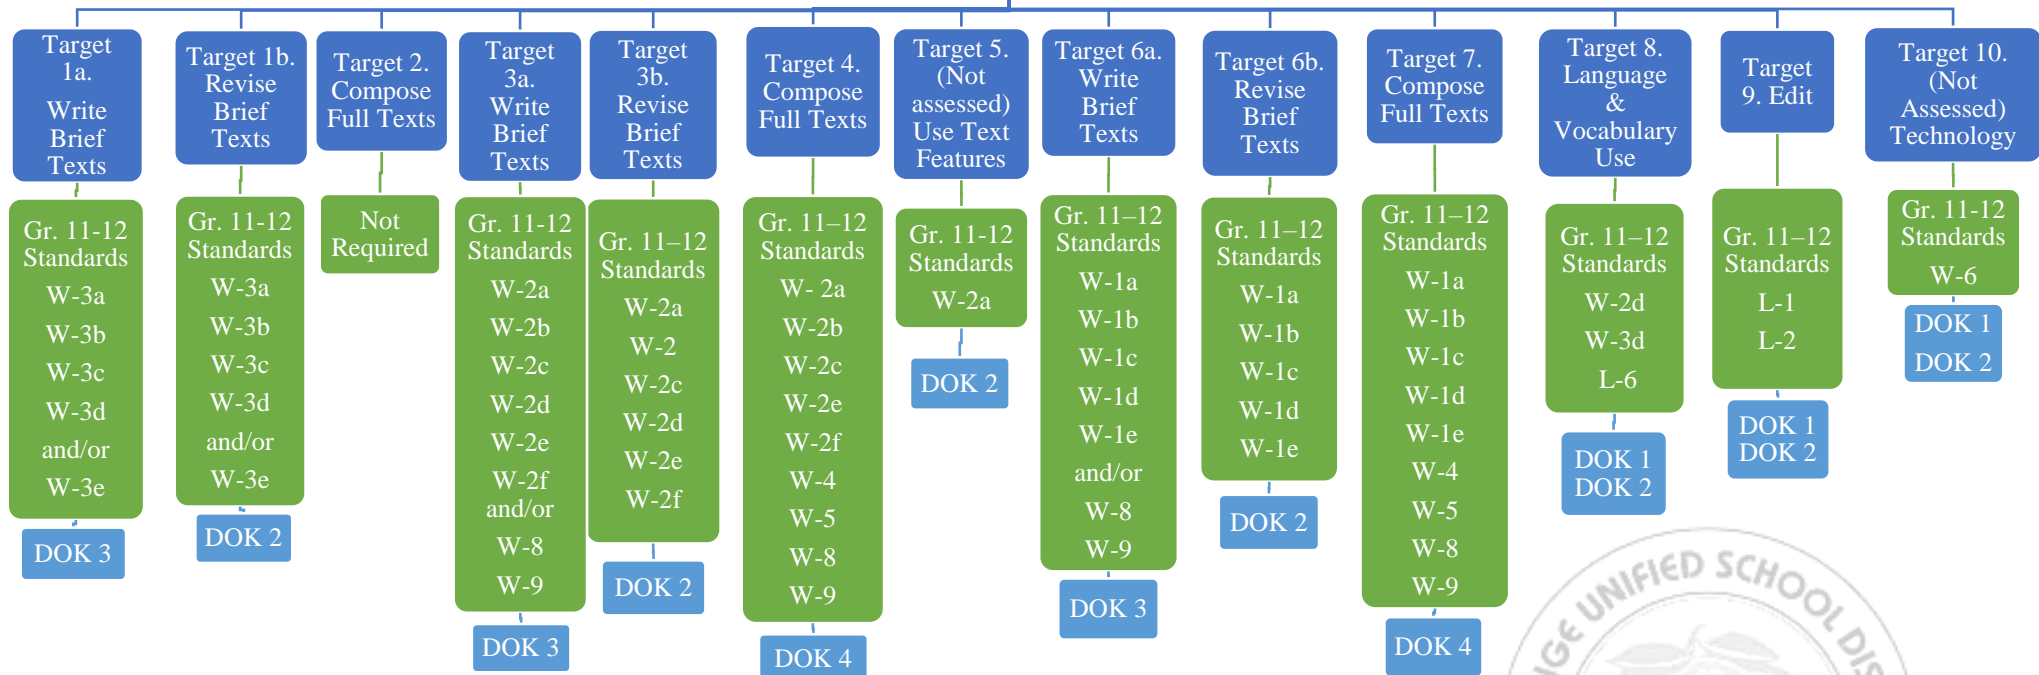 Target
1a.
Write
Brief
Texts
Gr. 11-12
Standards
W-3a
W-3b
W-3c
W-3d
and/or
W-3e
DOK 3
Target 1b.
Revise
Brief
Texts
Gr. 11-12
Standards
W-3a
W-3b
W-3c
W-3d
and/or
W-3e
DOK 2
Target 2.
Compose
Full Texts
Not
Required
Target
3a.
Write
Brief
Texts
Gr. 11-12
Standards
W-2a
W-2b
W-2c
W-2d
W-2e
W-2f
and/or
W-8
W-9
DOK 3
Target
3b.
Revise
Brief
Texts
Gr. 11–12
Standards
W-2a
W-2
W-2c
W-2d
W-2e
W-2f
DOK 2
Target 4.
Compose
Full Texts
Gr. 11–12
Standards
W- 2a
W-2b
W-2c
W-2e
W-2f
W-4
W-5
W-8
W-9
DOK 4
Target 5.
(Not
assessed)
Use Text
Features
Gr. 11-12
Standards
W-2a
DOK 2
Target 6a.
Write
Brief
Texts
Gr. 11–12
Standards
W-1a
W-1b
W-1c
W-1d
W-1e
and/or
W-8
W-9
DOK 3
Target 6b.
Revise
Brief
Texts
Gr. 11–12
Standards
W-1a
W-1b
W-1c
W-1d
W-1e
DOK 2
Target 7.
Compose
Full Texts
Gr. 11–12
Standards
W-1a
W-1b
W-1c
W-1d
W-1e
W-4
W-5
W-8
W-9
DOK 4
Target 8.
Language
&
Vocabulary
Use
Gr. 11–12
Standards
W-2d
W-3d
L-6
DOK 1
DOK 2
Target
9. Edit
Gr. 11–12
Standards
L-1
L-2
DOK 1
DOK 2
Target 10.
(Not
Assessed)
Technology
Gr. 11-12
Standards
W-6
DOK 1
DOK 2
UNIFIED SCHOOL